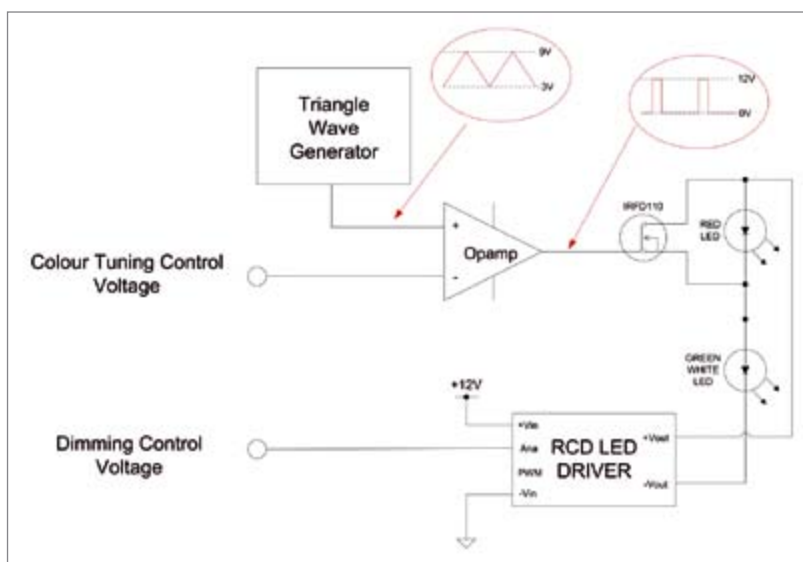 9V
3V
12V
0V
Triangle
Wave
Generator
IRFD110
+
Opamp
-
RED
LED
Colour Tuning Control
Voltage
GREEN
WHITE
LED
+12V
+Vin
+Vout
Dimming Control
Voltage
Ana
RCD LED
DRIVER
PWM
-Vin
-Vout